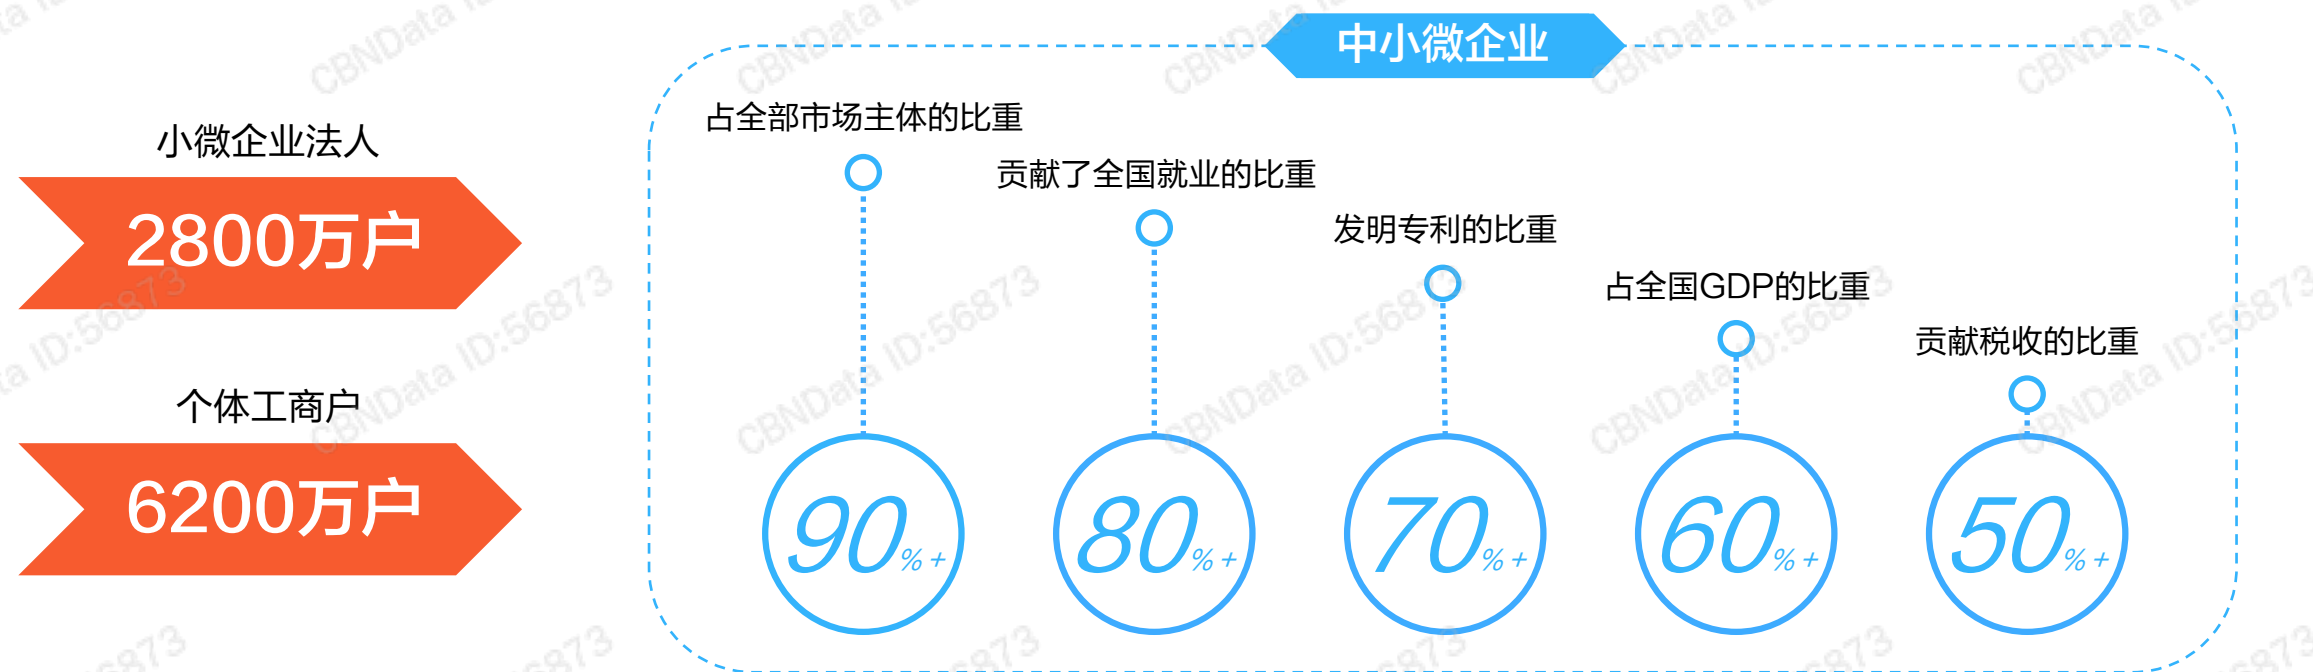 中小微企业
小微企业法人
2800万户
个体工商户
6200万户
占全部市场主体的比重
90%+
贡献了全国就业的比重
80%+
发明专利的比重
70%+
占全国GDP的比重
60%+
贡献税收的比重
50%+
CBNData ID:56873